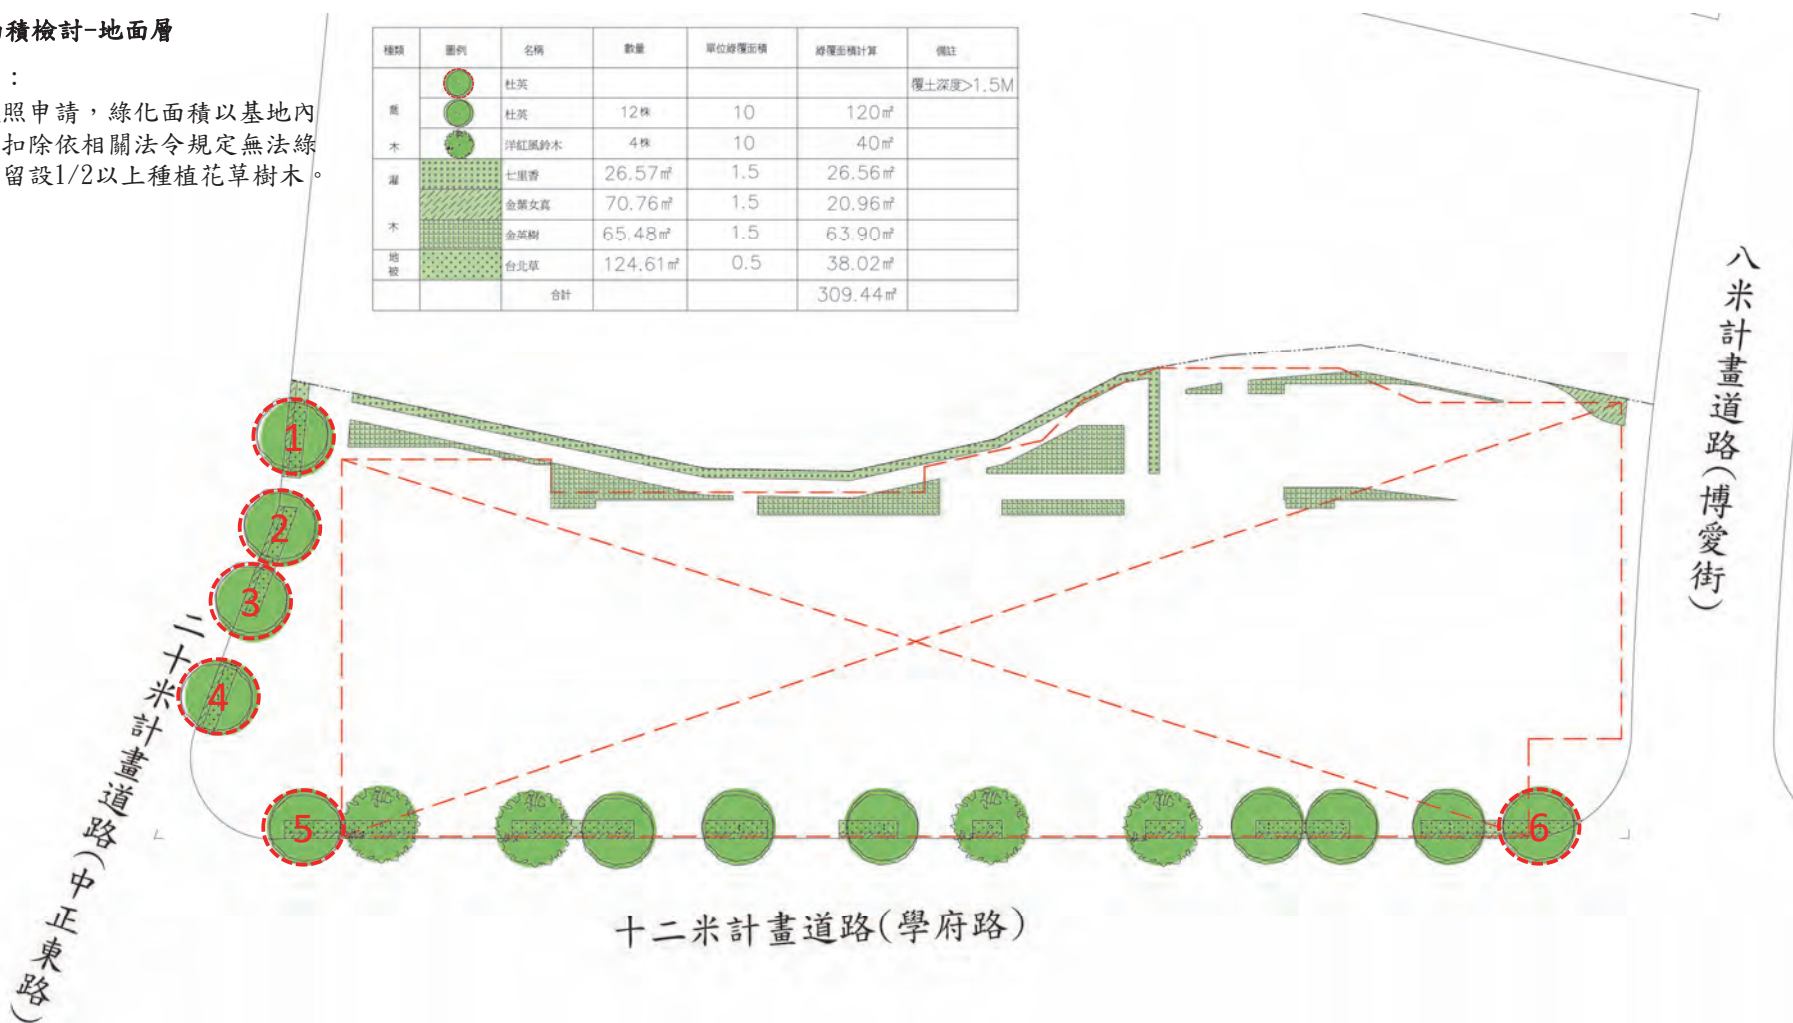 積檢討-地面層
：
照申請，綠化面積以基地內
扣除依相關法令規定無法綠
留設1/2以上種植花草樹木。
種類 圖例 名稱 數量 單位綠覆面積 綠覆面積計算 備註
喬木
杜英 覆土深度>1.5M
杜英 12株 10 120㎡
洋紅風鈴木 4株 10 40㎡
灌木
七里香 26.57㎡ 1.5 26.56㎡
金葉女真 70.76㎡ 1.5 20.96㎡
金英樹 65.48㎡ 1.5 63.90㎡
地被
台北草 124.61㎡ 0.5 38.02㎡
合計 309.44㎡
八米計畫道路(博愛街)
1
2
3
4
5
6
二十米計畫道路(中正東路)
十二米計畫道路(學府路)